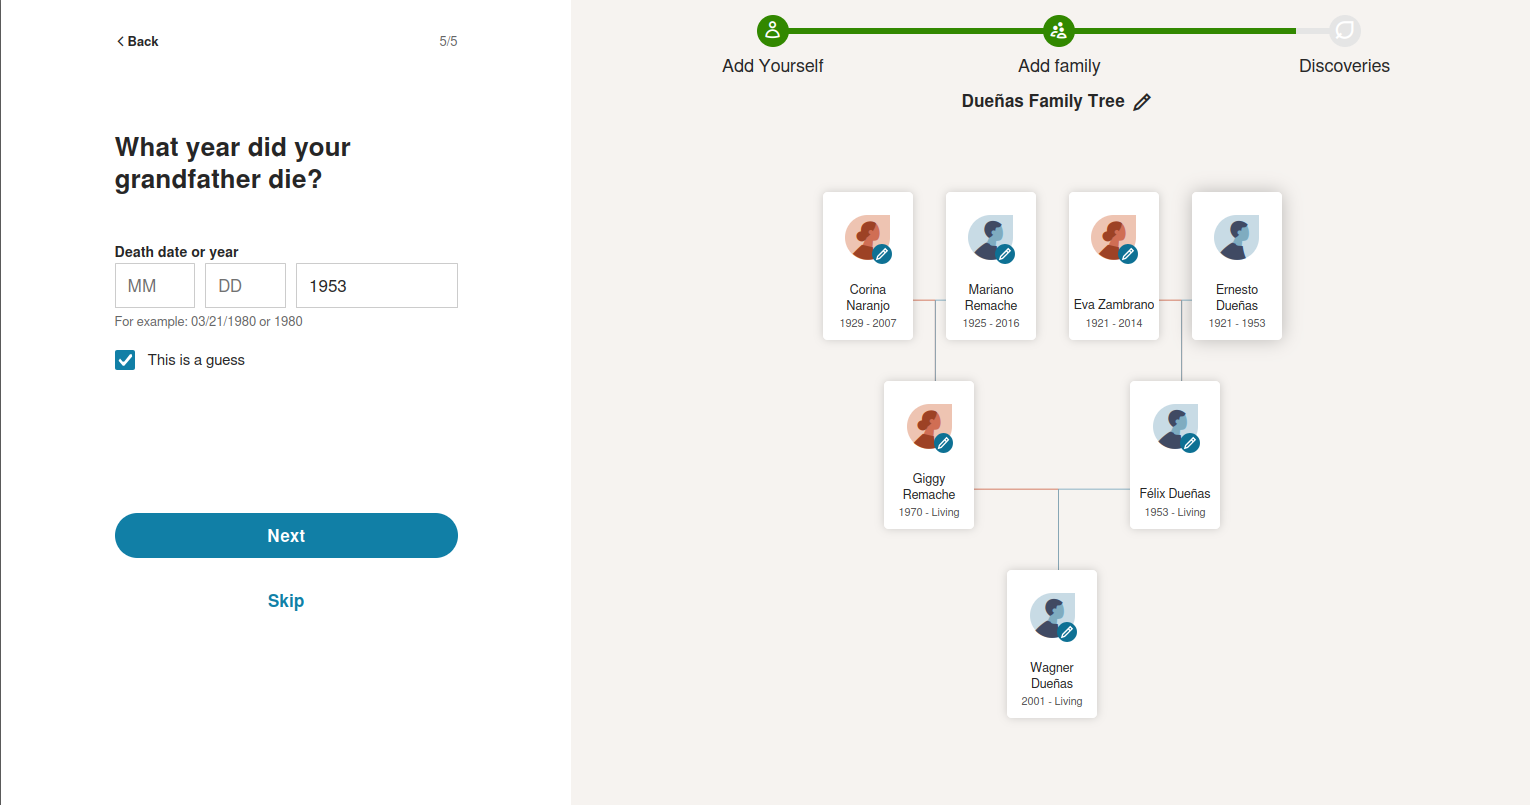 Back
5/5
What year did your
grandfather die?
Death date or year
MM
DD
1953
For example: 03/21/1980 or 1980
This is a guess
Next
Skip
Add Yourself
Add family
Discoveries
Dueñas Family Tree
Corina
Naranjo
1929 - 2007
Mariano
Remache
1925 - 2016
Eva Zambrano
1921 - 2014
Ernesto
Dueñas
1921 - 1953
Giggy
Remache
1970 - Living
Félix Dueñas
1953 - Living
Wagner
Dueñas
2001 - Living